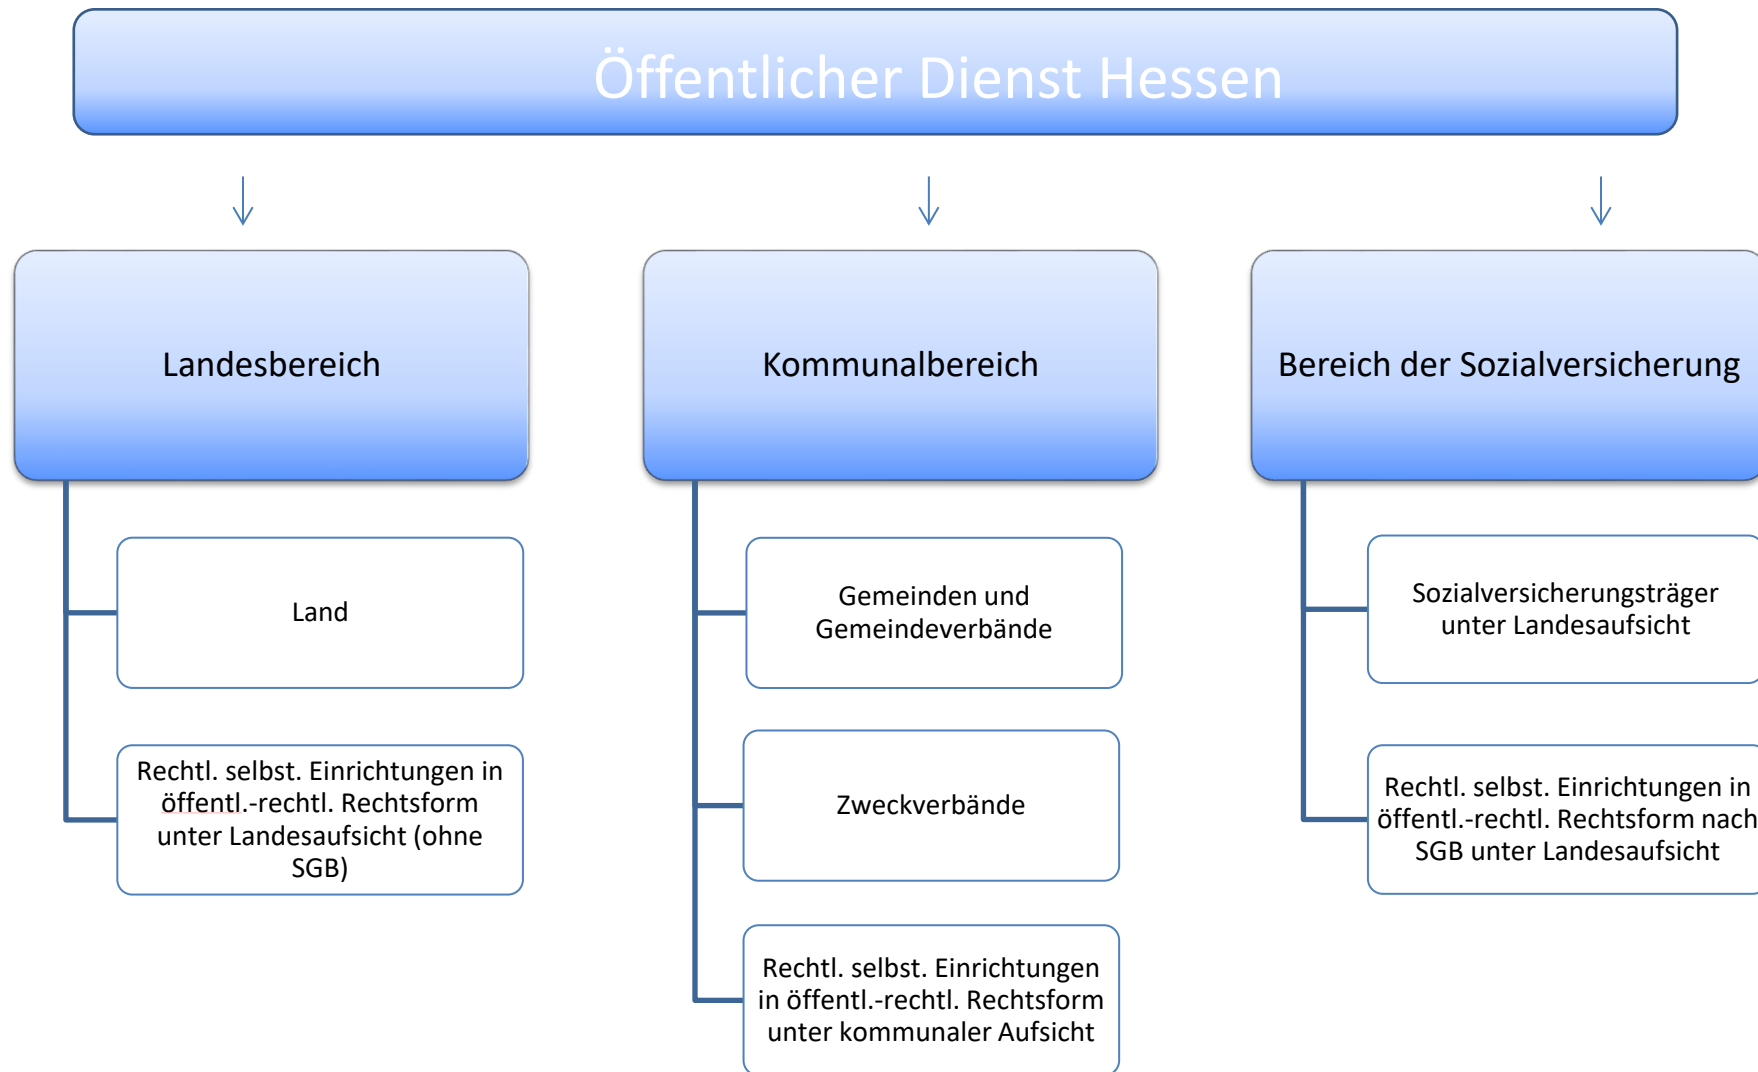 Öffentlicher Dienst Hessen
Landesbereich
Land
Rechtl. selbst. Einrichtungen in
öffentl.-rechtl. Rechtsform
unter Landesaufsicht (ohne
SGB)
Kommunalbereich
Gemeinden und
Gemeindeverbände
Zweckverbände
Rechtl. selbst. Einrichtungen
in öffentl.-rechtl. Rechtsform
unter kommunaler Aufsicht
Bereich der Sozialversicherung
Sozialversicherungsträger
unter Landesaufsicht
Rechtl. selbst. Einrichtungen in
öffentl.-rechtl. Rechtsform nach
SGB unter Landesaufsicht